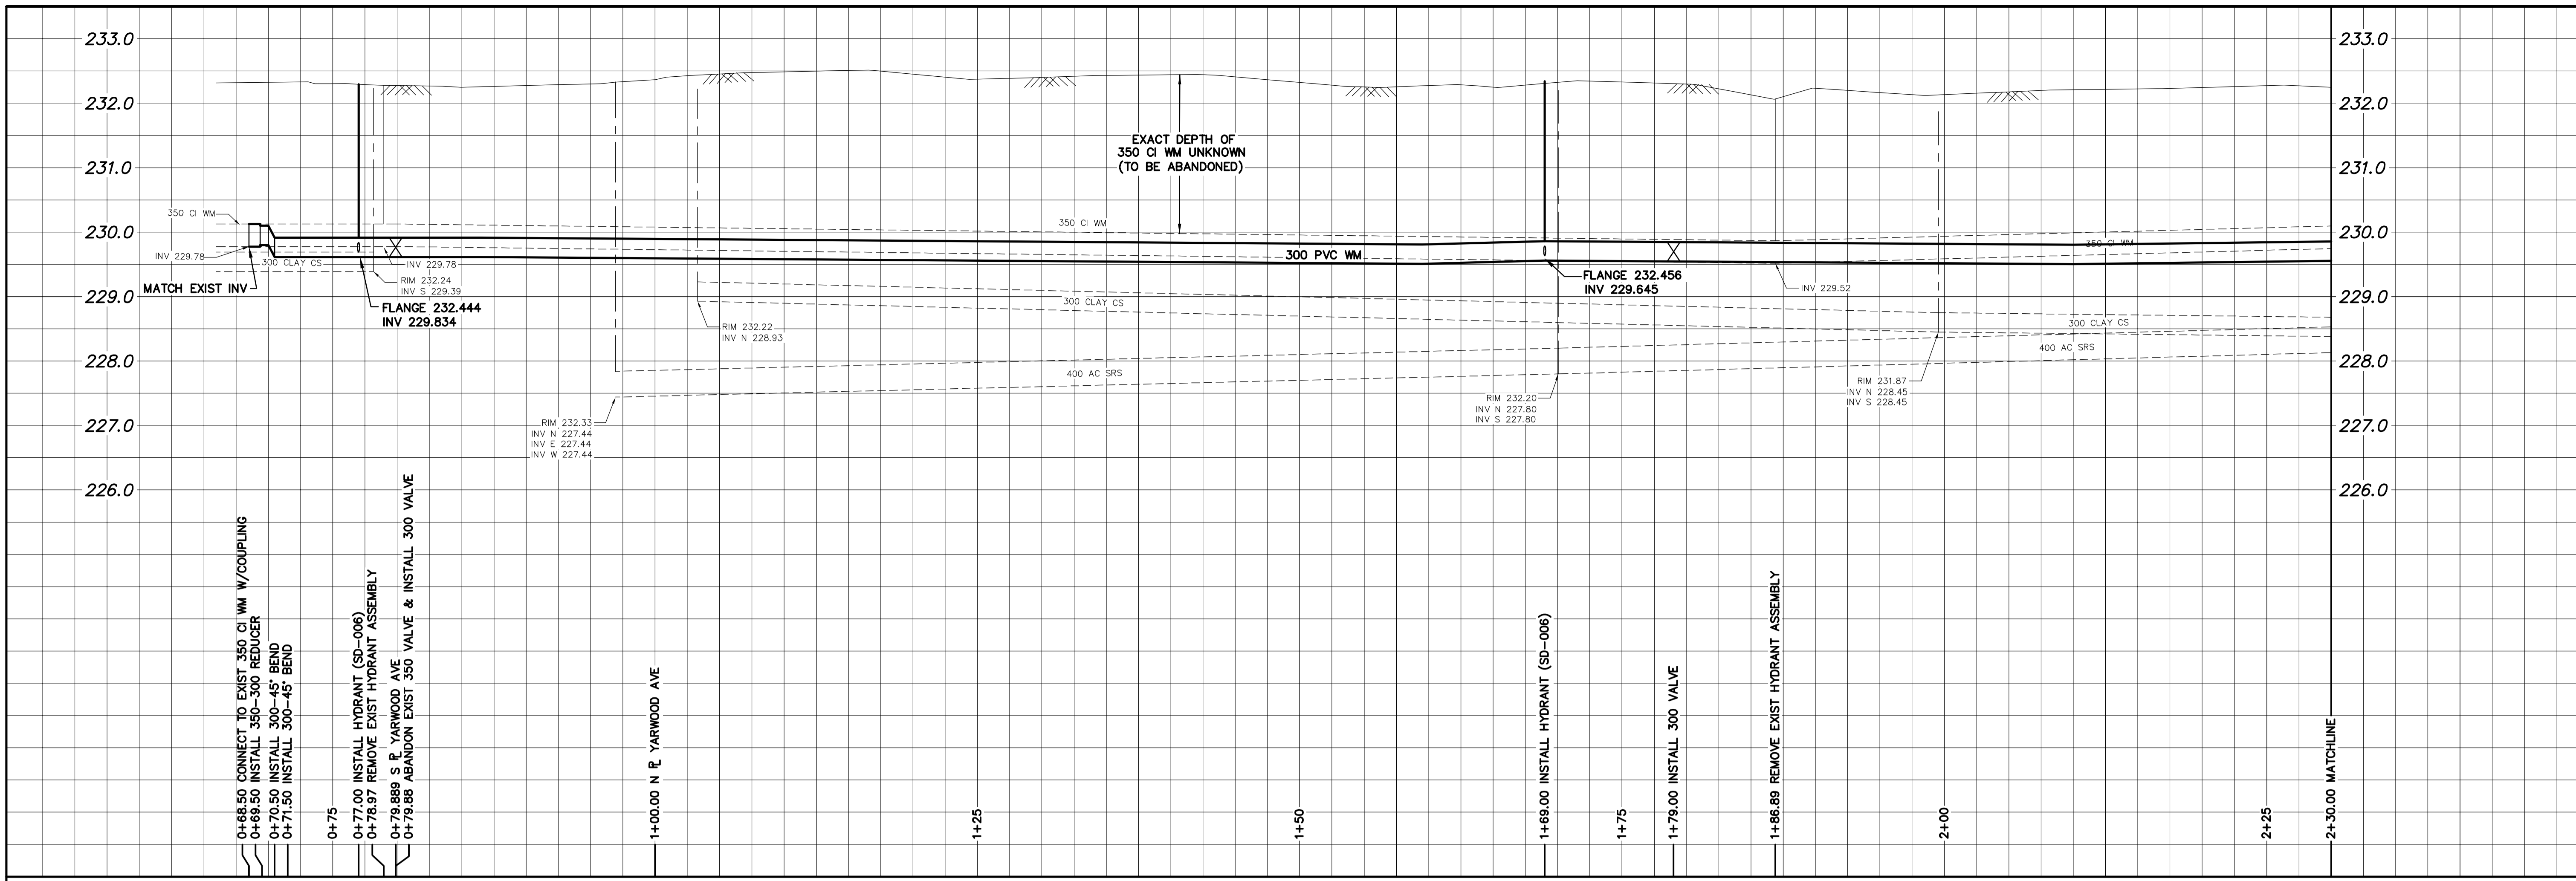 233.0
233.0
232.0
232.0
231.0
231.0
230.0
230.0
229.0
229.0
228.0
228.0
227.0
227.0
226.0
226.0
EXACT DEPTH OF
350 CI WM UNKNOWN
(TO BE ABANDONED)
350 CI WM
350 CI WM
350 CI WM
INV 229.78
MATCH EXIST INV
300 CLAY CS
INV 229.78
RIM 232.24
INV S 229.39
FLANGE 232.444
INV 229.834
300 PVC WM
FLANGE 232.456
INV 229.645
INV 229.52
RIM 232.22
INV N 228.93
300 CLAY CS
300 CLAY CS
400 AC SRS
400 AC SRS
RIM 232.33
INV N 227.44
INV E 227.44
INV W 227.44
RIM 232.20
INV N 227.80
INV S 227.80
RIM 231.87
INV N 228.45
INV S 228.45
0+68.50 CONNECT TO EXIST 350 CI WM W/COUPLING
0+69.50 INSTALL 350-300 REDUCER
0+70.50 INSTALL 300-45° BEND
0+71.50 INSTALL 300-45° BEND
0+75
0+77.00 INSTALL HYDRANT (SD-006)
0+78.97 REMOVE EXIST HYDRANT ASSEMBLY
0+79.889 S PL YARWOOD AVE
0+79.88 ABANDON EXIST 350 VALVE & INSTALL 300 VALVE
1+00.00 N PL YARWOOD AVE
1+25
1+50
1+69.00 INSTALL HYDRANT (SD-006)
1+75
1+79.00 INSTALL 300 VALVE
1+86.89 REMOVE EXIST HYDRANT ASSEMBLY
2+00
2+25
2+30.00 MATCHLINE